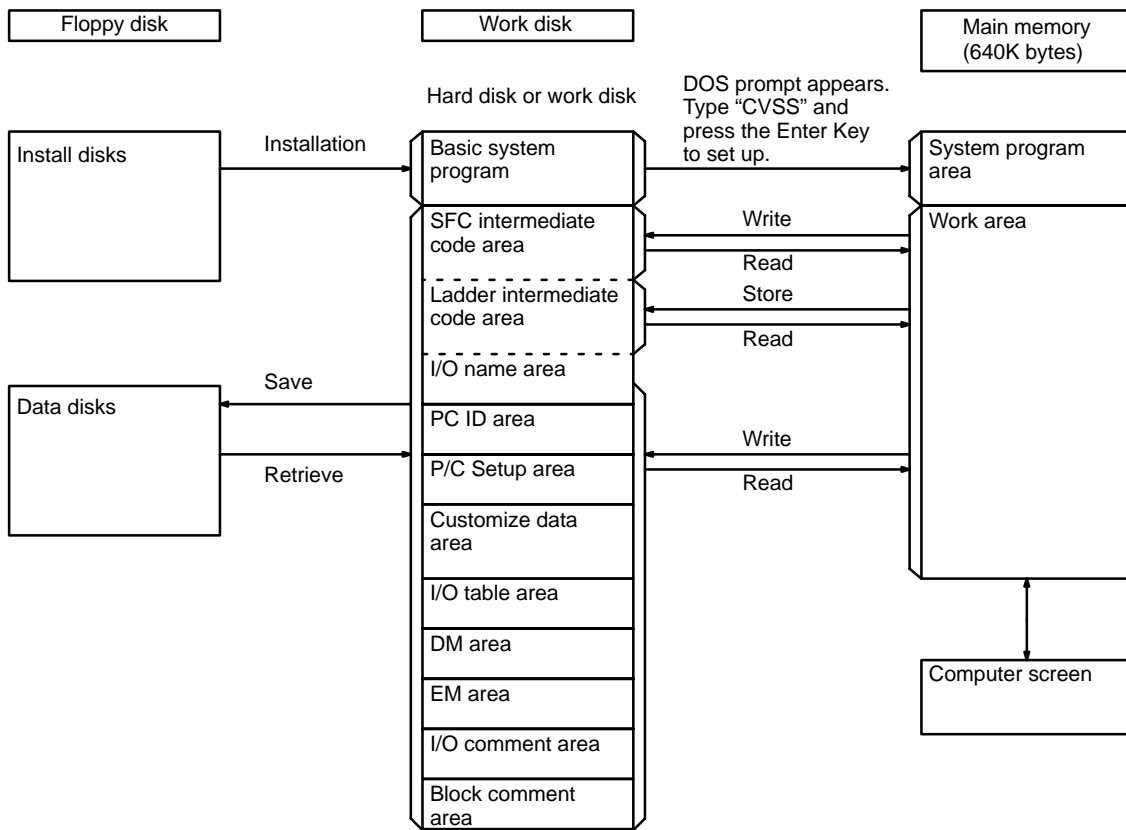 Floppy disk
Work disk
Main memory
(640K bytes)
Hard disk or work disk
DOS prompt appears.
Type “CVSS” and
press the Enter Key
to set up.
Install disks
Installation
Basic system
program
System program
area
SFC intermediate
code area
Write
Read
Work area
Ladder intermediate
code area
Store
Read
I/O name area
Save
Data disks
PC ID area
Retrieve
P/C Setup area
Write
Read
Customize data
area
I/O table area
DM area
EM area
I/O comment area
Block comment
area
Computer screen